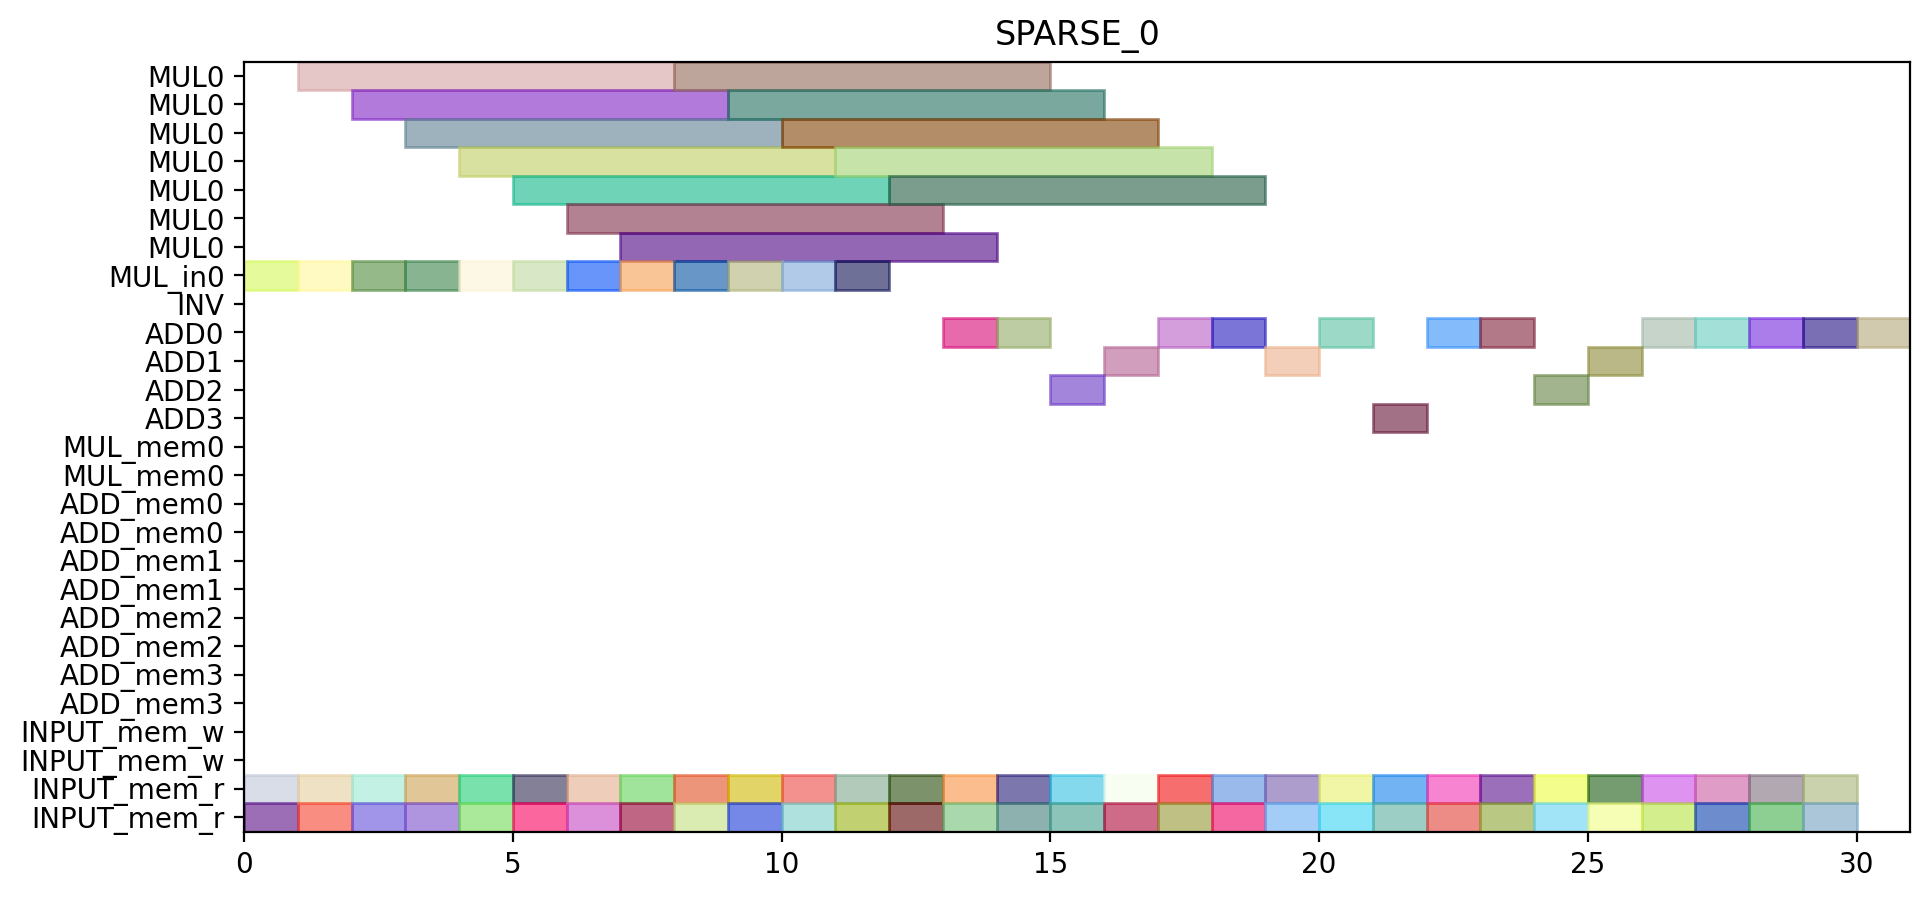 SPARSE_0
MUL0
MUL0
MUL0
MUL0
MUL0
MUL0
MUL0
MUL_in0
INV
ADD0
ADD1
ADD2
ADD3
MUL_mem0
MUL_mem0
ADD_mem0
ADD_mem0
ADD_mem1
ADD_mem1
ADD_mem2
ADD_mem2
ADD_mem3
ADD_mem3
INPUT_mem_w
INPUT_mem_w
INPUT_mem_r
INPUT_mem_r
0 5 10 15 20 25 30